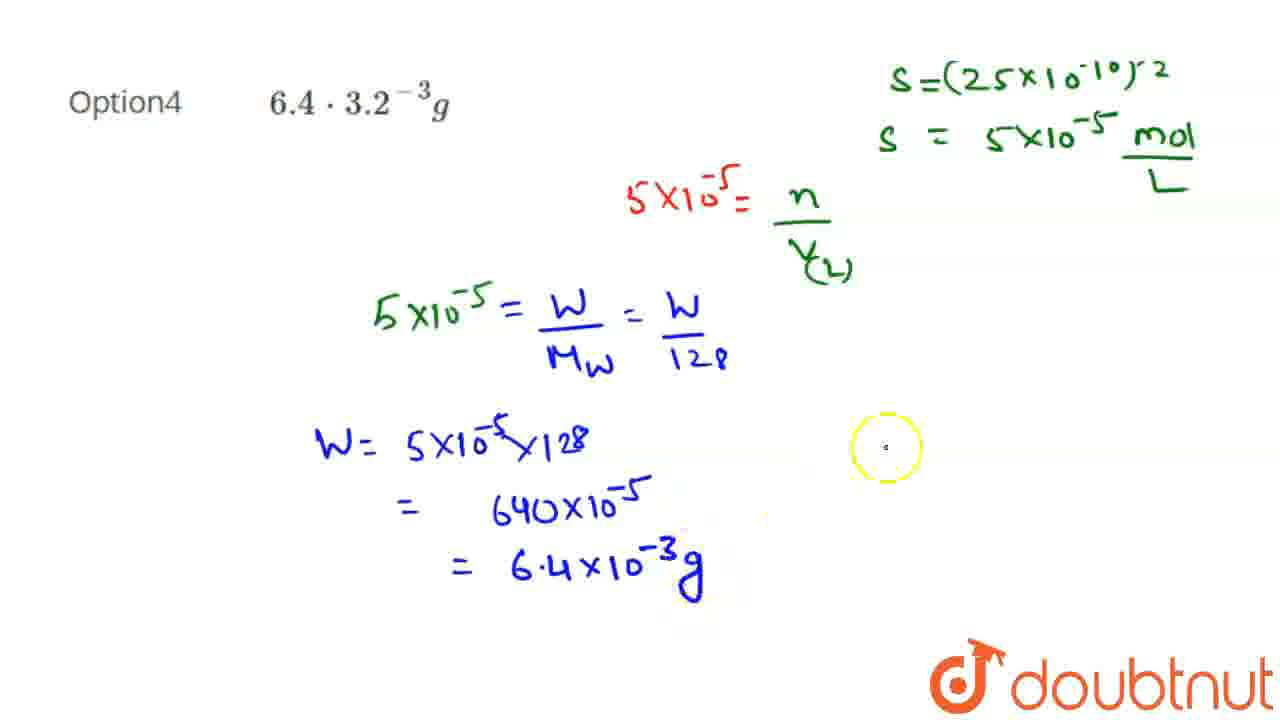 Option4 6.4 · 3.2⁻³g
S = (25×10⁻¹⁰)⁻²
S = 5×10⁻⁵ mol/L
5×10⁻⁵ = n/V(L)
5×10⁻⁵ = W/Mw = W/128
W = 5×10⁻⁵×128
= 640×10⁻⁵
= 6.4×10⁻³g
doubtnut